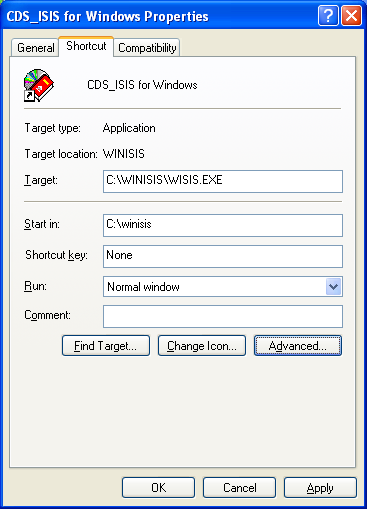 CDS_ISIS for Windows Properties
General Shortcut Compatibility
CDS_ISIS for Windows
Target type: Application
Target location: WINISIS
Target: C:\WINISIS\WISIS.EXE
Start in: C:\winisis
Shortcut key: None
Run: Normal window
Comment:
Find Target... Change Icon... Advanced...
OK Cancel Apply